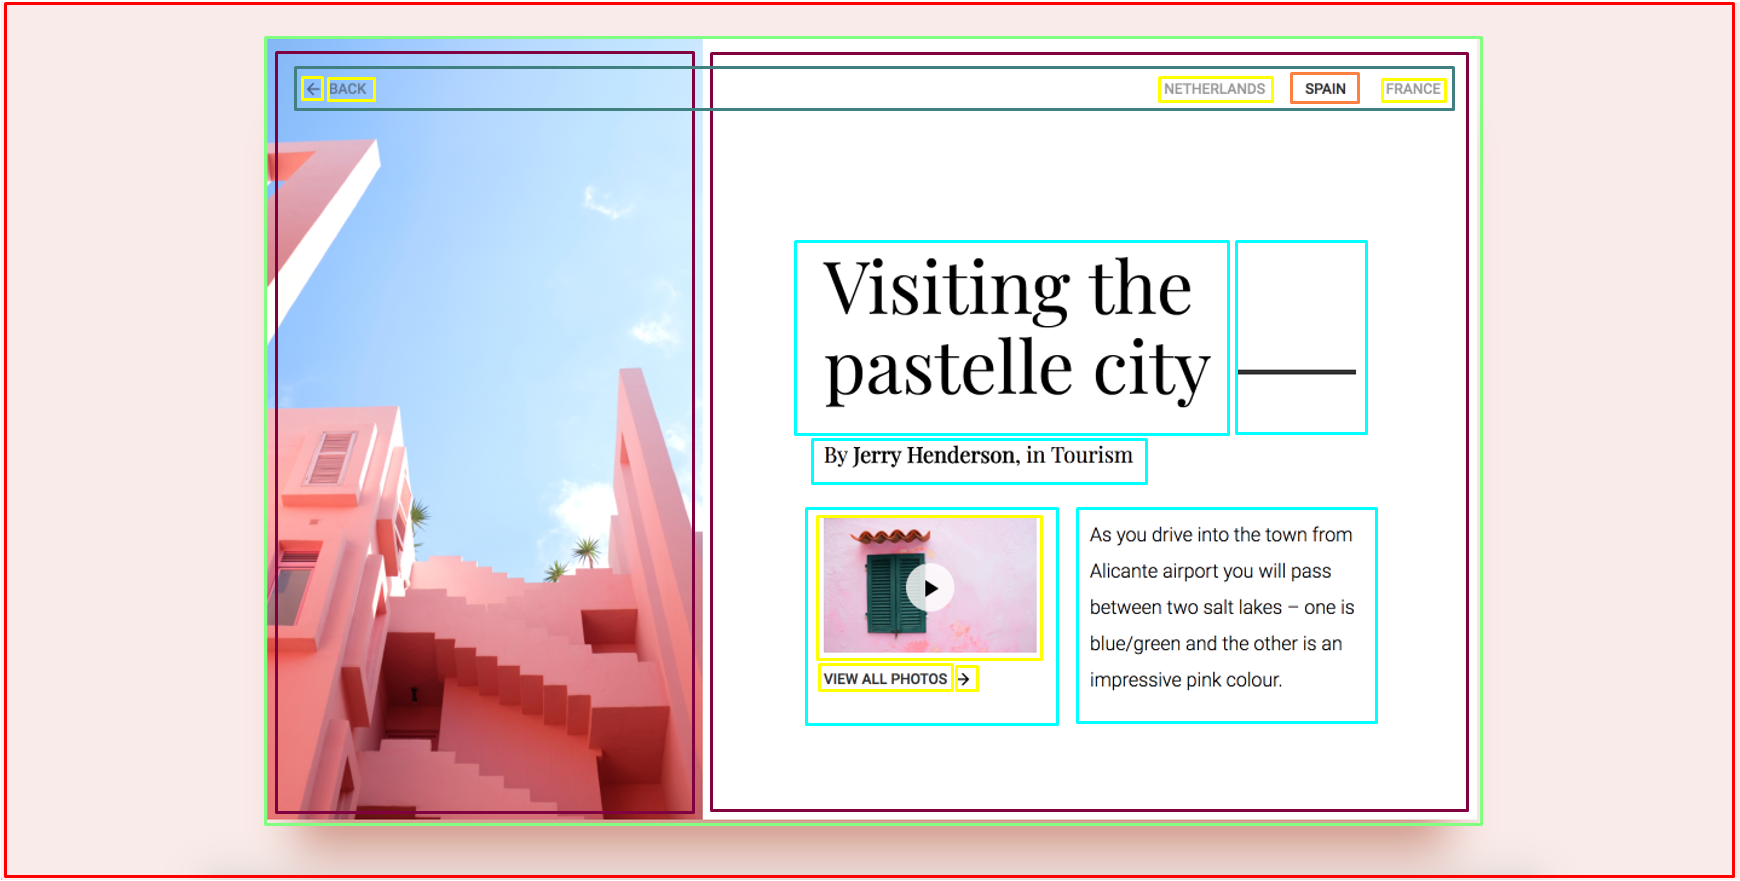 BACK
NETHERLANDS
SPAIN
FRANCE
Visiting the
pastelle city
By Jerry Henderson, in Tourism
As you drive into the town from
Alicante airport you will pass
between two salt lakes – one is
blue/green and the other is an
impressive pink colour.
VIEW ALL PHOTOS